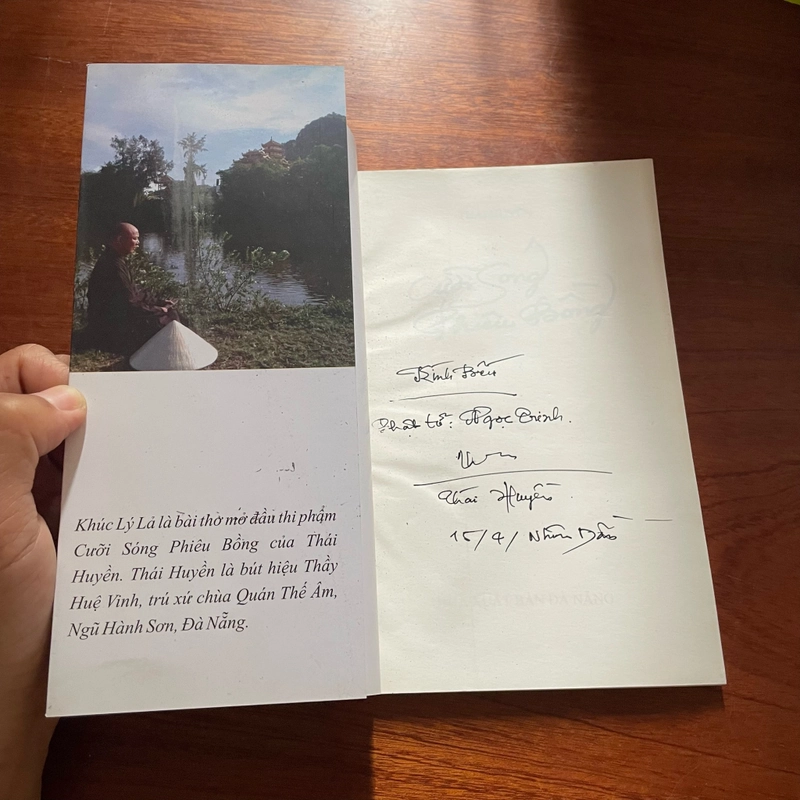 Khúc Lý Lả là bài thơ mở đầu thi phẩm
Cưỡi Sóng Phiêu Bồng của Thái
Huyền. Thái Huyền là bút hiệu Thầy
Huệ Vinh, trú xứ chùa Quán Thế Âm,
Ngũ Hành Sơn, Đà Nẵng.
Kính biếu
Phật tử: Ngọc Trinh.
Thái Huyền
15/4/ Nhâm Dần